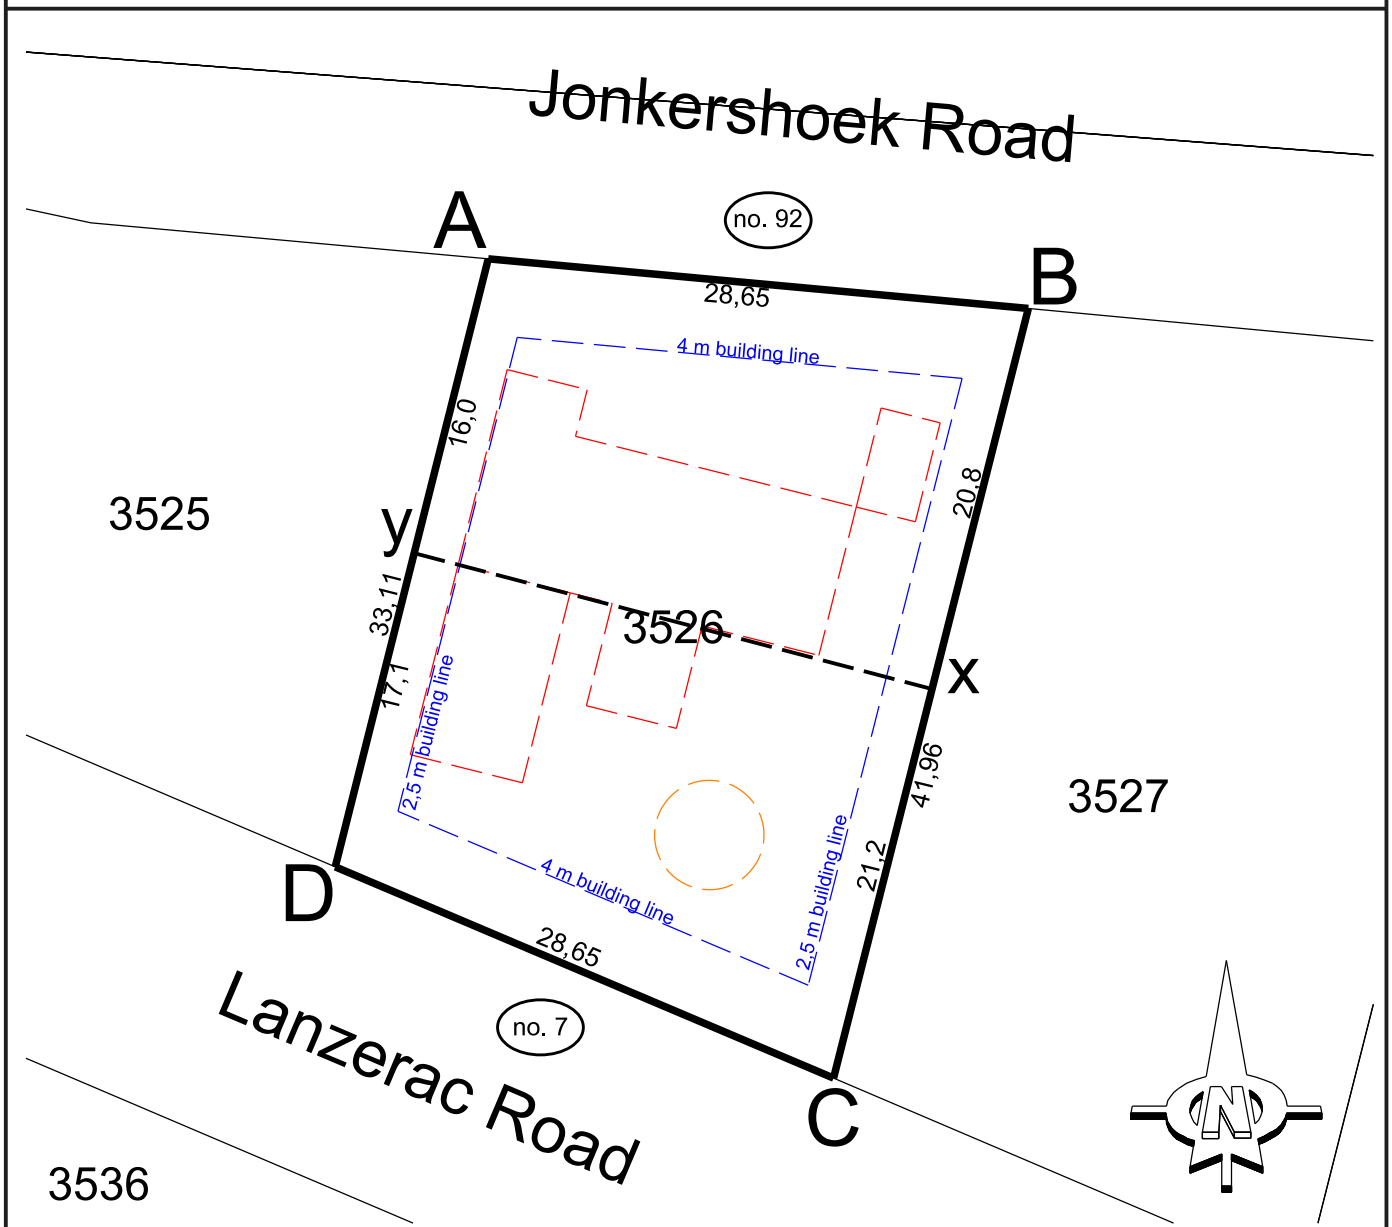 Jonkershoek Road
no. 92
A
B
28,65
4 m building line
16,0
20,8
3525
y
3526
33,11
x
17,1
2,5 m building line
41,96
3527
21,2
2,5 m building line
4 m building line
D
28,65
no. 7
Lanzerac Road
C
N
3536